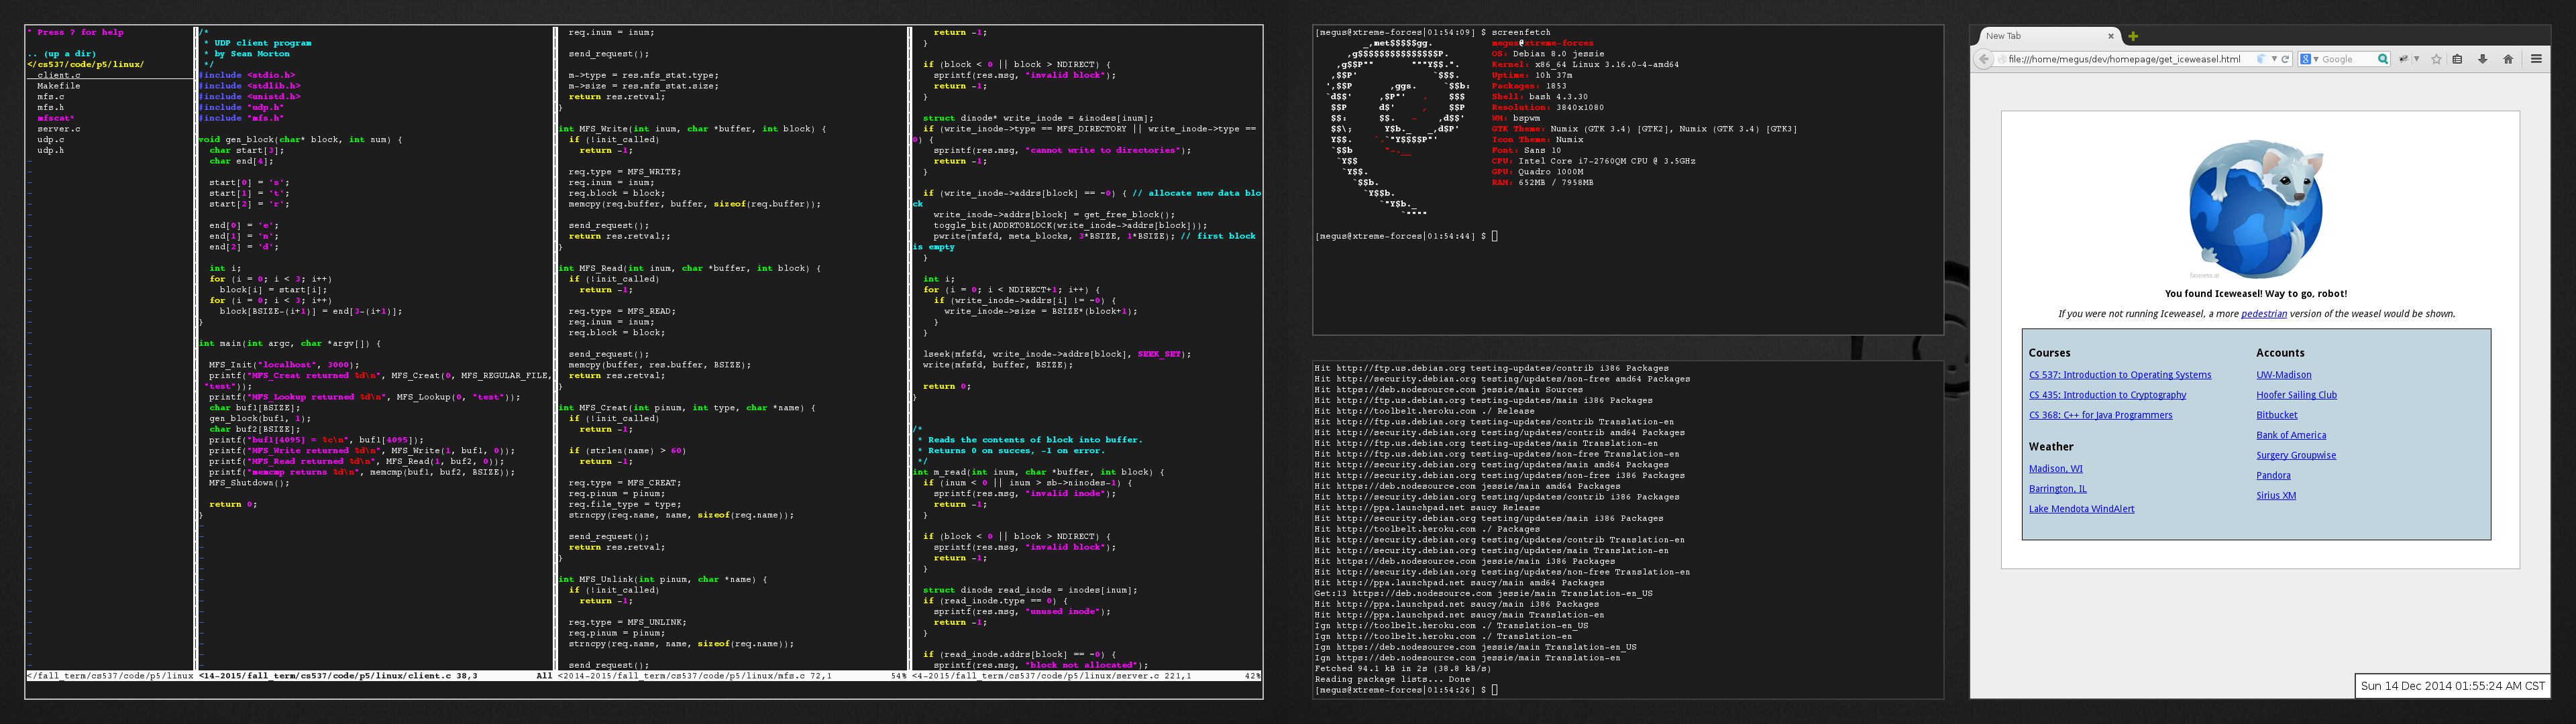 " Press ? for help
.. (up a dir)
</cs537/code/p5/linux/
client.c
Makefile
mfs.c
mfs.h
mfscat*
server.c
udp.c
udp.h
</fall_term/cs537/code/p5/linux
/*
 * UDP client program
 * by Sean Morton
 */
#include <stdio.h>
#include <stdlib.h>
#include <unistd.h>
#include "udp.h"
#include "mfs.h"
void gen_block(char* block, int num) {
char start[3];
char end[4];
start[0] = 's';
start[1] = 't';
start[2] = 'r';
end[0] = 'e';
end[1] = 'n';
end[2] = 'd';
int i;
for (i = 0; i < 3; i++)
block[i] = start[i];
for (i = 0; i < 3; i++)
block[BSIZE-(i+1)] = end[3-(i+1)];
}
int main(int argc, char *argv[]) {
MFS_Init("localhost", 3000);
printf("MFS_Creat returned %d\n", MFS_Creat(0, MFS_REGULAR_FILE,
"test"));
printf("MFS_Lookup returned %d\n", MFS_Lookup(0, "test"));
char buf1[BSIZE];
gen_block(buf1, 1);
char buf2[BSIZE];
printf("buf1[4095] = %c\n", buf1[4095]);
printf("MFS_Write returned %d\n", MFS_Write(1, buf1, 0));
printf("MFS_Read returned %d\n", MFS_Read(1, buf2, 0));
printf("memcmp returns %d\n", memcmp(buf1, buf2, BSIZE));
MFS_Shutdown();
return 0;
}
<14-2015/fall_term/cs537/code/p5/linux/client.c 38,3 All
req.inum = inum;
send_request();
m->type = res.mfs_stat.type;
m->size = res.mfs_stat.size;
return res.retval;
}
int MFS_Write(int inum, char *buffer, int block) {
if (!init_called)
return -1;
req.type = MFS_WRITE;
req.inum = inum;
req.block = block;
memcpy(req.buffer, buffer, sizeof(req.buffer));
send_request();
return res.retval;;
}
int MFS_Read(int inum, char *buffer, int block) {
if (!init_called)
return -1;
req.type = MFS_READ;
req.inum = inum;
req.block = block;
send_request();
memcpy(buffer, res.buffer, BSIZE);
return res.retval;
}
int MFS_Creat(int pinum, int type, char *name) {
if (!init_called)
return -1;
if (strlen(name) > 60)
return -1;
req.type = MFS_CREAT;
req.pinum = pinum;
req.file_type = type;
strncpy(req.name, name, sizeof(req.name));
send_request();
return res.retval;
}
int MFS_Unlink(int pinum, char *name) {
if (!init_called)
return -1;
req.type = MFS_UNLINK;
req.pinum = pinum;
strncpy(req.name, name, sizeof(req.name));
send_request();
<2014-2015/fall_term/cs537/code/p5/linux/mfs.c 72,1 54%
return -1;
}
if (block < 0 || block > NDIRECT) {
sprintf(res.msg, "invalid block");
return -1;
}
struct dinode* write_inode = &inodes[inum];
if (write_inode->type == MFS_DIRECTORY || write_inode->type ==
0) {
sprintf(res.msg, "cannot write to directories");
return -1;
}
if (write_inode->addrs[block] == ~0) { // allocate new data blo
ck
write_inode->addrs[block] = get_free_block();
toggle_bit(ADDRTOBLOCK(write_inode->addrs[block]));
pwrite(mfsfd, meta_blocks, 3*BSIZE, 1*BSIZE); // first block
is empty
}
int i;
for (i = 0; i < NDIRECT+1; i++) {
if (write_inode->addrs[i] != ~0) {
write_inode->size = BSIZE*(block+1);
}
}
lseek(mfsfd, write_inode->addrs[block], SEEK_SET);
write(mfsfd, buffer, BSIZE);
return 0;
}
/*
 * Reads the contents of block into buffer.
 * Returns 0 on succes, -1 on error.
 */
int m_read(int inum, char *buffer, int block) {
if (inum < 0 || inum > sb->ninodes-1) {
sprintf(res.msg, "invalid inode");
return -1;
}
if (block < 0 || block > NDIRECT) {
sprintf(res.msg, "invalid block");
return -1;
}
struct dinode read_inode = inodes[inum];
if (read_inode.type == 0) {
sprintf(res.msg, "unused inode");
return -1;
}
if (read_inode.addrs[block] == ~0) {
sprintf(res.msg, "block not allocated");
<4-2015/fall_term/cs537/code/p5/linux/server.c 221,1 42%
[megus@xtreme-forces|01:54:09] $ screenfetch
megus@xtreme-forces
OS: Debian 8.0 jessie
Kernel: x86_64 Linux 3.16.0-4-amd64
Uptime: 10h 37m
Packages: 1853
Shell: bash 4.3.30
Resolution: 3840x1080
WM: bspwm
GTK Theme: Numix (GTK 3.4) [GTK2], Numix (GTK 3.4) [GTK3]
Icon Theme: Numix
Font: Sans 10
CPU: Intel Core i7-2760QM CPU @ 3.5GHz
GPU: Quadro 1000M
RAM: 652MB / 7958MB
[megus@xtreme-forces|01:54:44] $
Hit http://ftp.us.debian.org testing-updates/contrib i386 Packages
Hit http://ftp.us.debian.org testing-updates/non-free amd64 Packages
Hit https://deb.nodesource.com jessie/main Sources
Hit http://ftp.us.debian.org testing-updates/main i386 Packages
Hit http://toolbelt.heroku.com ./ Release
Hit http://ftp.us.debian.org testing-updates/contrib Translation-en
Hit http://security.debian.org testing/updates/contrib amd64 Packages
Hit http://ftp.us.debian.org testing-updates/main Translation-en
Hit http://ftp.us.debian.org testing-updates/non-free Translation-en
Hit http://security.debian.org testing/updates/main amd64 Packages
Hit http://security.debian.org testing/updates/non-free i386 Packages
Hit https://deb.nodesource.com jessie/main amd64 Packages
Hit http://security.debian.org testing/updates/contrib i386 Packages
Hit http://ppa.launchpad.net saucy Release
Hit http://security.debian.org testing/updates/main i386 Packages
Hit http://toolbelt.heroku.com ./ Packages
Hit http://security.debian.org testing/updates/contrib Translation-en
Hit http://security.debian.org testing/updates/main Translation-en
Hit https://deb.nodesource.com jessie/main i386 Packages
Hit http://security.debian.org testing/updates/non-free Translation-en
Hit http://ppa.launchpad.net saucy/main amd64 Packages
Get:13 https://deb.nodesource.com jessie/main Translation-en_US
Hit http://ppa.launchpad.net saucy/main i386 Packages
Hit http://ppa.launchpad.net saucy/main Translation-en
Ign http://toolbelt.heroku.com ./ Translation-en_US
Ign http://toolbelt.heroku.com ./ Translation-en
Ign https://deb.nodesource.com jessie/main Translation-en_US
Ign https://deb.nodesource.com jessie/main Translation-en
Fetched 94.1 kB in 2s (38.8 kB/s)
Reading package lists... Done
[megus@xtreme-forces|01:54:26] $
New Tab
file:///home/megus/dev/homepage/get_iceweasel.html
Google
You found Iceweasel! Way to go, robot!
If you were not running Iceweasel, a more pedestrian version of the weasel would be shown.
Courses
CS 537: Introduction to Operating Systems
CS 435: Introduction to Cryptography
CS 368: C++ for Java Programmers
Weather
Madison, WI
Barrington, IL
Lake Mendota WindAlert
Accounts
UW-Madison
Hoofer Sailing Club
Bitbucket
Bank of America
Surgery Groupwise
Pandora
Sirius XM
Sun 14 Dec 2014 01:55:24 AM CST